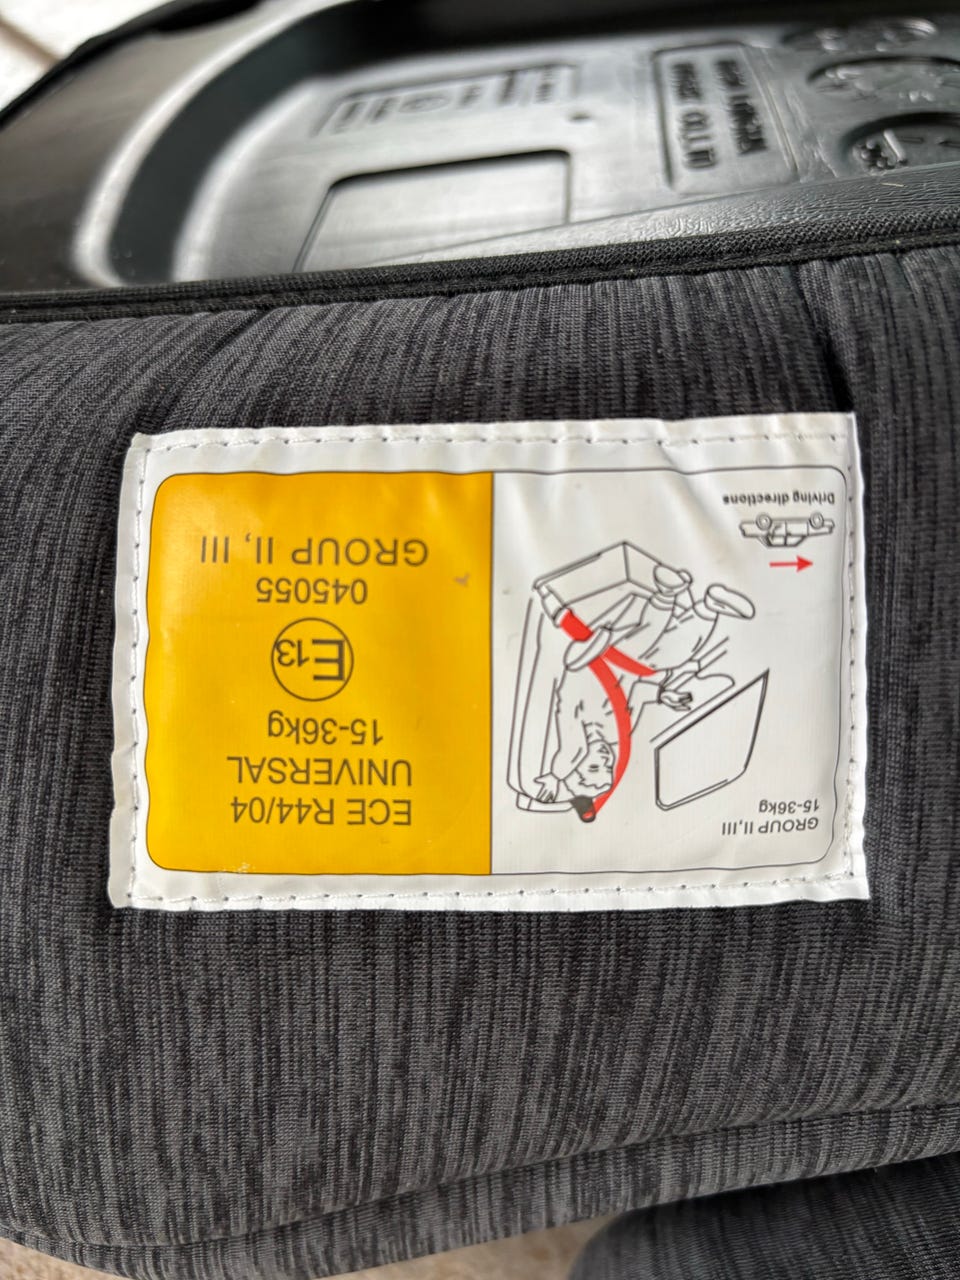 ECE R44/04
UNIVERSAL
15-36kg
E13
045055
GROUP II, III
GROUP II,III
15-36kg
Driving directions